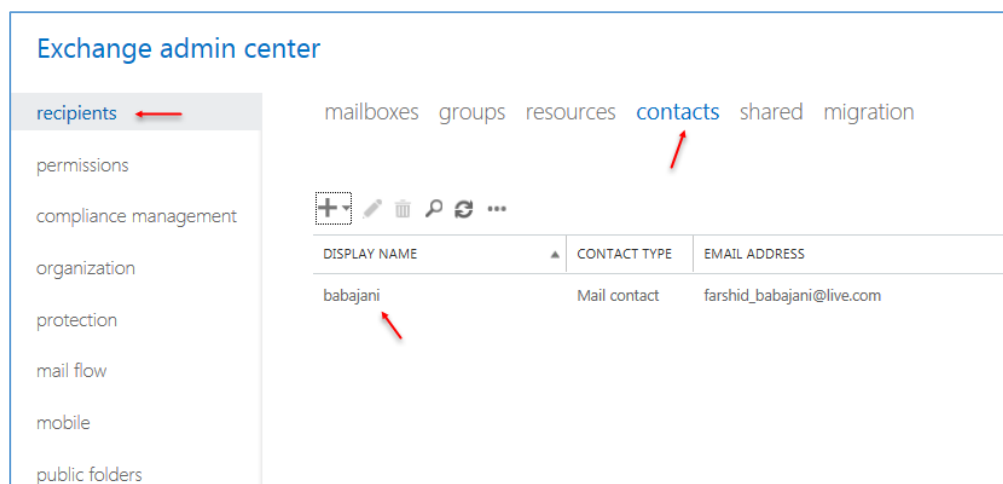 Exchange admin center
recipients
permissions
compliance management
organization
protection
mail flow
mobile
public folders
mailboxes groups resources contacts shared migration
DISPLAY NAME CONTACT TYPE EMAIL ADDRESS
babajani Mail contact farshid_babajani@live.com